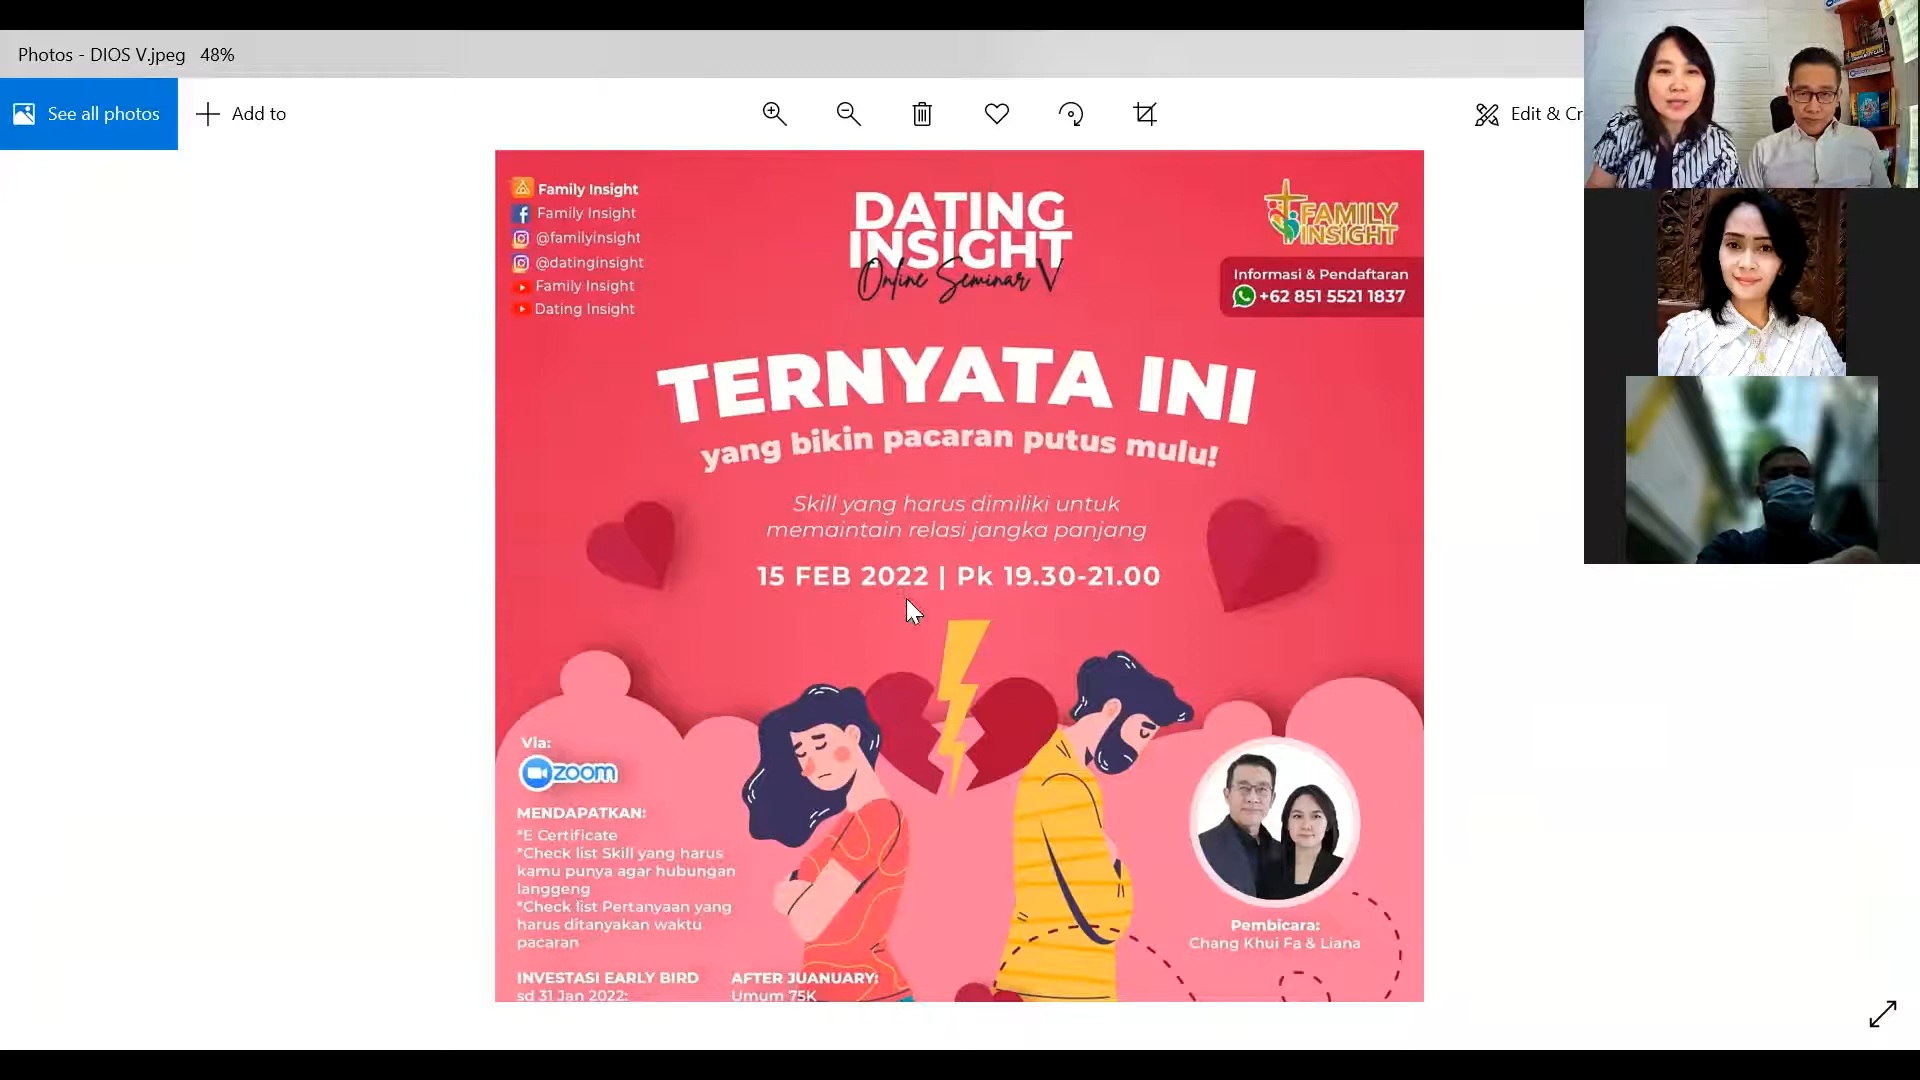 Photos - DIOS V.jpeg 48%
See all photos
Add to
Edit & Cr
Family Insight
Family Insight
@familyinsight
@datinginsight
Family Insight
Dating Insight
DATING
INSIGHT
Online Seminar V
FAMILY
INSIGHT
Informasi & Pendaftaran
+62 851 5521 1837
TERNYATA INI
yang bikin pacaran putus mulu!
Skill yang harus dimiliki untuk
memaintain relasi jangka panjang
15 FEB 2022 | Pk 19.30-21.00
Via:
zoom
MENDAPATKAN:
*E Certificate
*Check list Skill yang harus
kamu punya agar hubungan
langgeng
*Check list Pertanyaan yang
harus ditanyakan waktu
pacaran
INVESTASI EARLY BIRD
sd 31 Jan 2022:
AFTER JUANUARY:
Umum 75K
Pembicara:
Chang Khui Fa & Liana